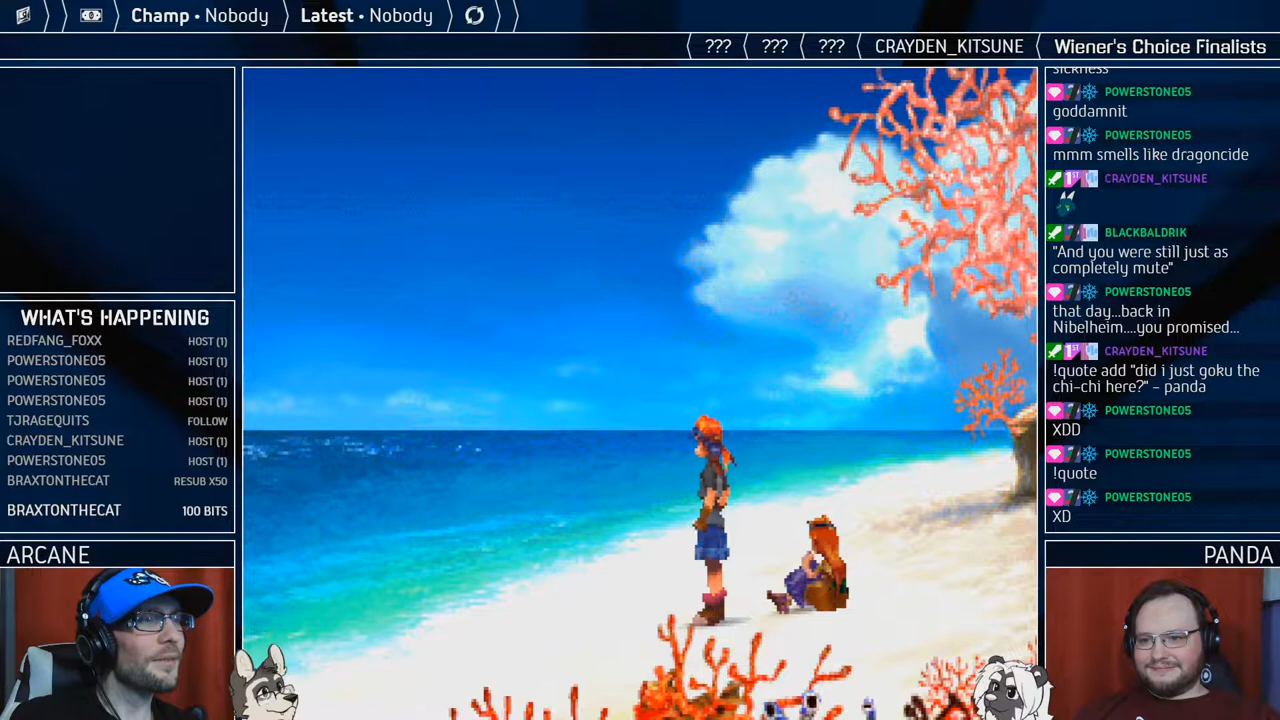 Champ • Nobody
Latest • Nobody
???
???
???
CRAYDEN_KITSUNE
Wiener's Choice Finalists
WHAT'S HAPPENING
REDFANG_FOXX HOST (1)
POWERSTONE05 HOST (1)
POWERSTONE05 HOST (1)
POWERSTONE05 HOST (1)
TJRAGEQUITS FOLLOW
CRAYDEN_KITSUNE HOST (1)
POWERSTONE05 HOST (1)
BRAXTONTHECAT RESUB X50
BRAXTONTHECAT 100 BITS
ARCANE
sickness
POWERSTONE05
goddamnit
POWERSTONE05
mmm smells like dragoncide
CRAYDEN_KITSUNE
BLACKBALDRIK
"And you were still just as
completely mute"
POWERSTONE05
that day...back in
Nibelheim....you promised...
CRAYDEN_KITSUNE
!quote add "did i just goku the
chi-chi here?" - panda
POWERSTONE05
XDD
POWERSTONE05
!quote
POWERSTONE05
XD
PANDA